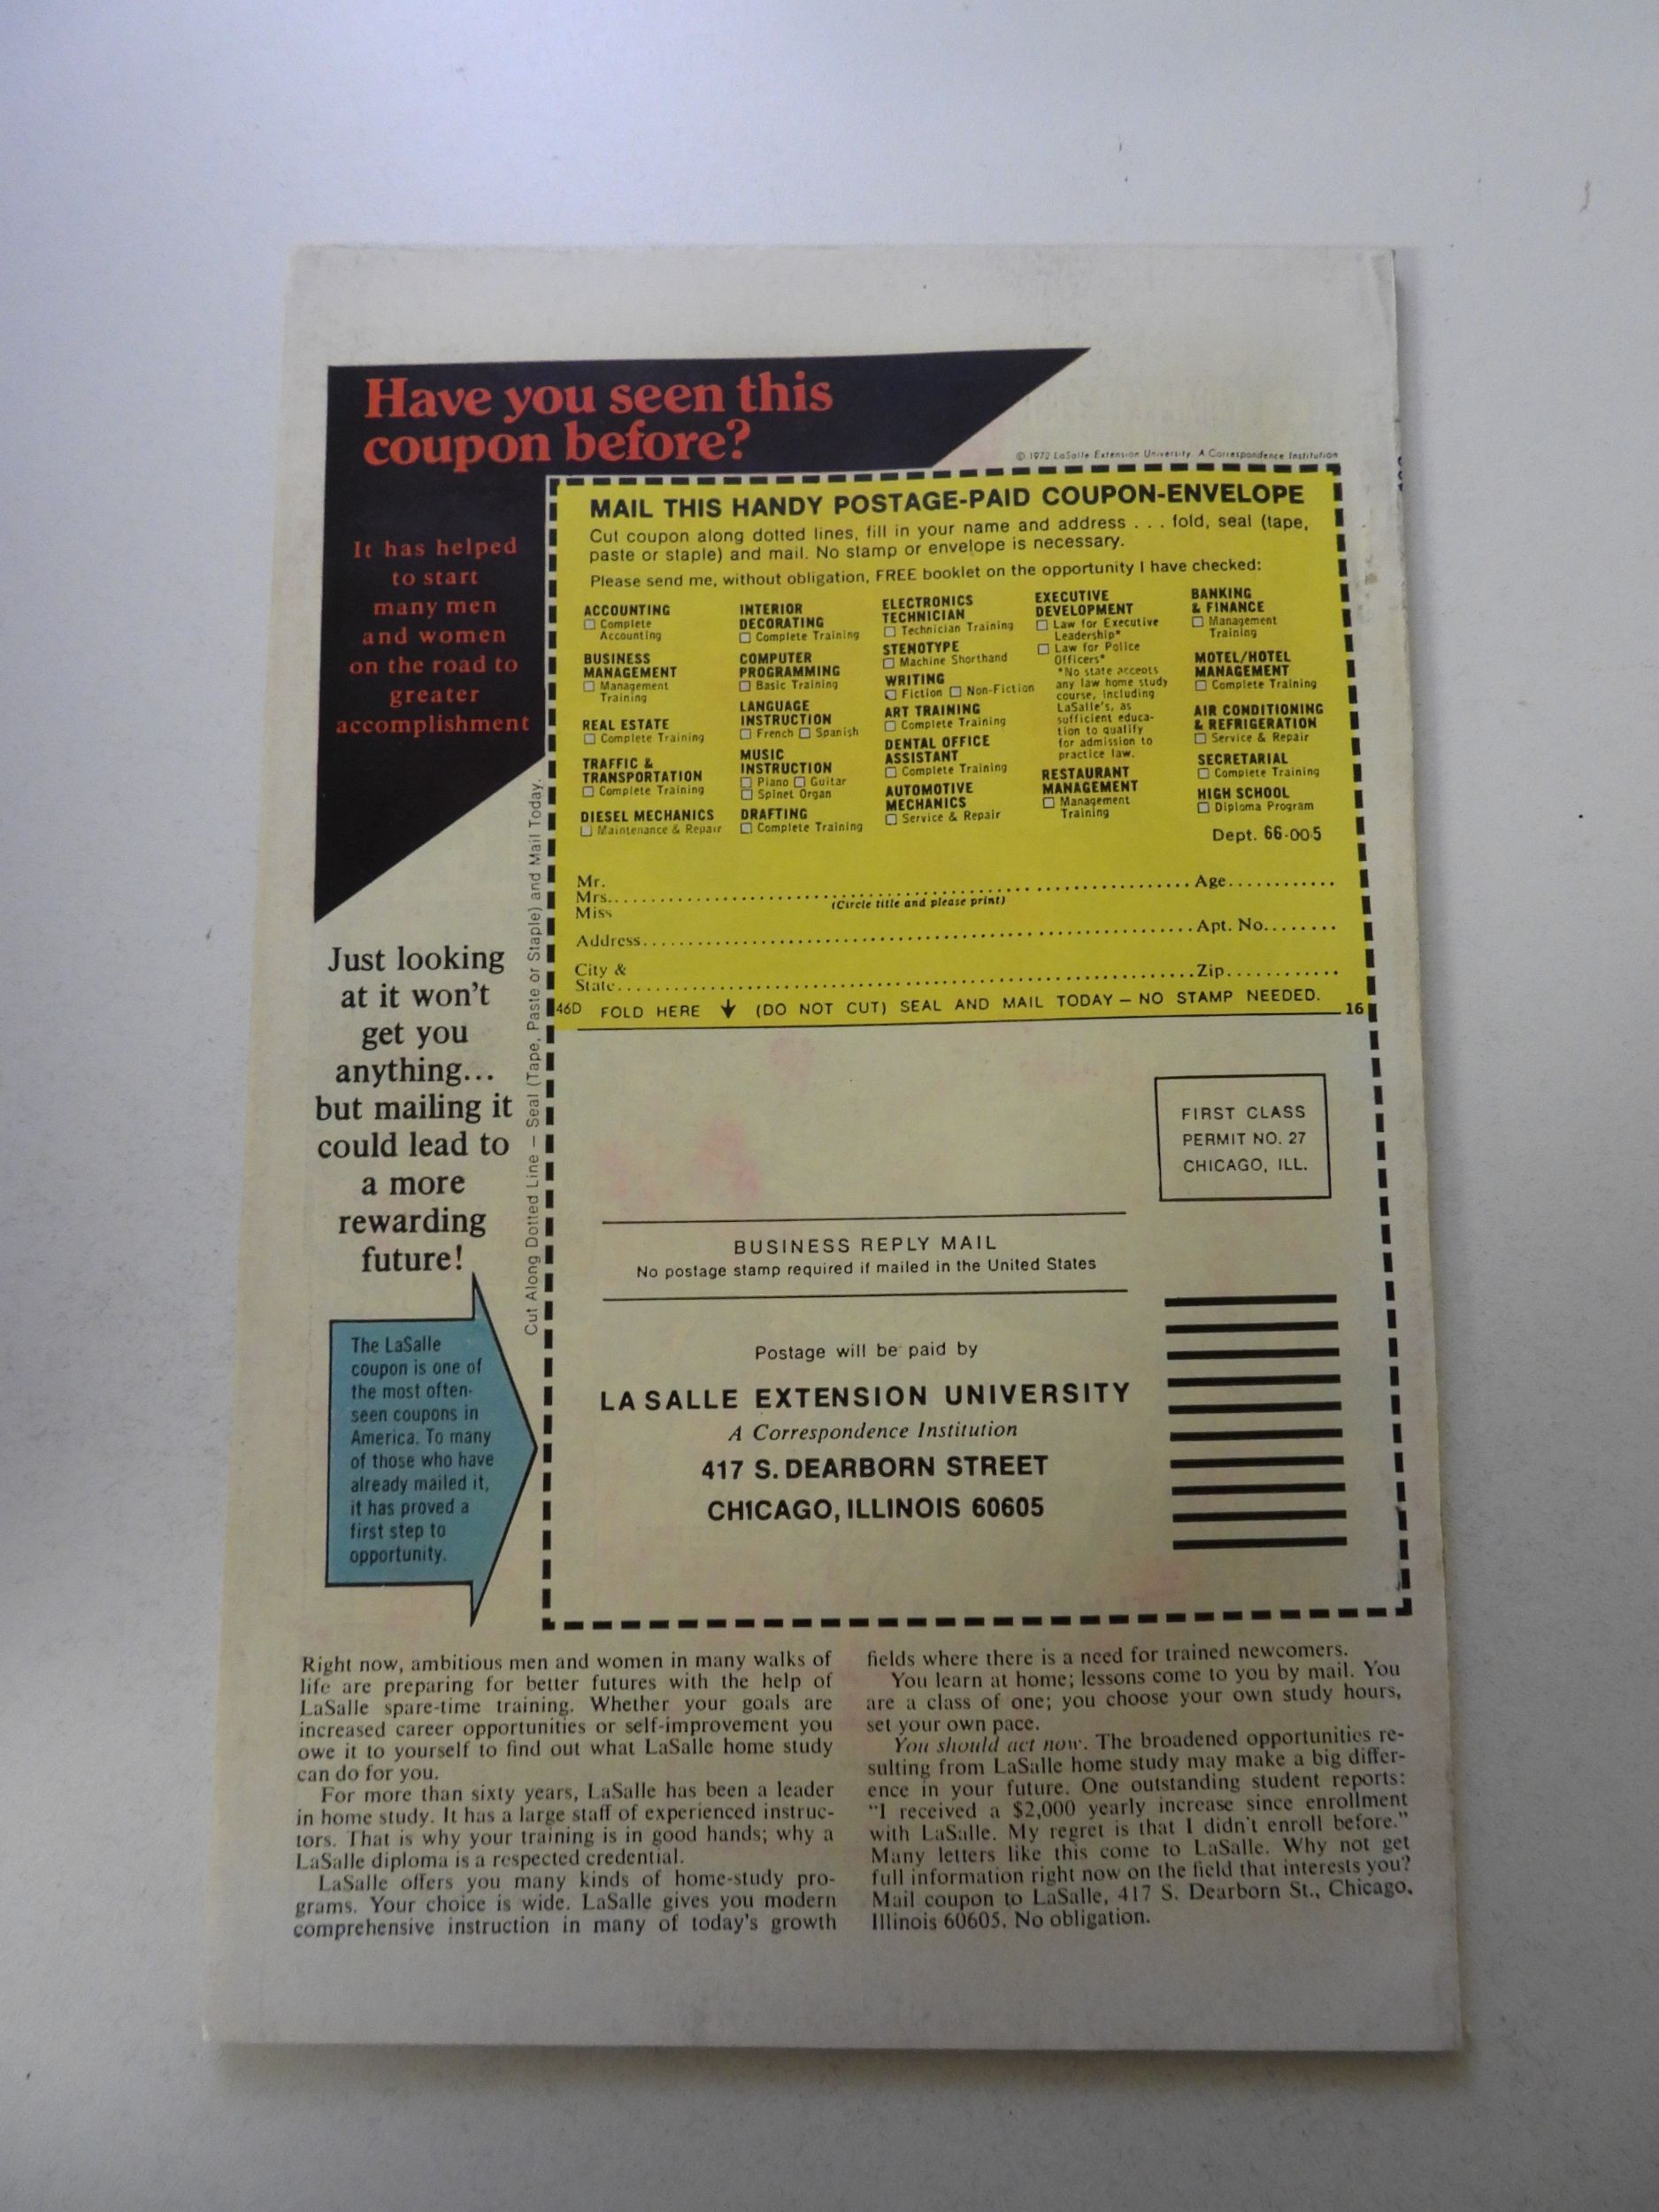 Have you seen this
coupon before?
It has helped
to start
many men
and women
on the road to
greater
accomplishment
© 1972 LaSalle Extension University. A Correspondence Institution
MAIL THIS HANDY POSTAGE-PAID COUPON-ENVELOPE
Cut coupon along dotted lines, fill in your name and address . . . fold, seal (tape,
paste or staple) and mail. No stamp or envelope is necessary.
Please send me, without obligation, FREE booklet on the opportunity I have checked:
ACCOUNTING
☐ Complete
Accounting
BUSINESS
MANAGEMENT
☐ Management
Training
REAL ESTATE
☐ Complete Training
TRAFFIC &
TRANSPORTATION
☐ Complete Training
DIESEL MECHANICS
☐ Maintenance & Repair
INTERIOR
DECORATING
☐ Complete Training
COMPUTER
PROGRAMMING
☐ Basic Training
LANGUAGE
INSTRUCTION
☐ French ☐ Spanish
MUSIC
INSTRUCTION
☐ Piano ☐ Guitar
☐ Spinet Organ
DRAFTING
☐ Complete Training
ELECTRONICS
TECHNICIAN
☐ Technician Training
STENOTYPE
☐ Machine Shorthand
WRITING
☐ Fiction ☐ Non-Fiction
ART TRAINING
☐ Complete Training
DENTAL OFFICE
ASSISTANT
☐ Complete Training
AUTOMOTIVE
MECHANICS
☐ Service & Repair
EXECUTIVE
DEVELOPMENT
☐ Law for Executive
Leadership*
☐ Law for Police
Officers*
*No state accepts
any law home study
course, including
LaSalle's, as
sufficient educa-
tion to qualify
for admission to
practice law.
RESTAURANT
MANAGEMENT
☐ Management
Training
BANKING
& FINANCE
☐ Management
Training
MOTEL/HOTEL
MANAGEMENT
☐ Complete Training
AIR CONDITIONING
& REFRIGERATION
☐ Service & Repair
SECRETARIAL
☐ Complete Training
HIGH SCHOOL
☐ Diploma Program
Dept. 66-005
Mr.
Mrs.......... Age..........
Miss
(Circle title and please print)
Address.......... Apt. No..........
City &
State.......... Zip..........
46D FOLD HERE ↓ (DO NOT CUT) SEAL AND MAIL TODAY – NO STAMP NEEDED. 16
Cut Along Dotted Line – Seal (Tape, Paste or Staple) and Mail Today.
Just looking
at it won't
get you
anything...
but mailing it
could lead to
a more
rewarding
future!
The LaSalle
coupon is one of
the most often-
seen coupons in
America. To many
of those who have
already mailed it,
it has proved a
first step to
opportunity.
FIRST CLASS
PERMIT NO. 27
CHICAGO, ILL.
BUSINESS REPLY MAIL
No postage stamp required if mailed in the United States
Postage will be paid by
LA SALLE EXTENSION UNIVERSITY
A Correspondence Institution
417 S. DEARBORN STREET
CHICAGO, ILLINOIS 60605
Right now, ambitious men and women in many walks of
life are preparing for better futures with the help of
LaSalle spare-time training. Whether your goals are
increased career opportunities or self-improvement you
owe it to yourself to find out what LaSalle home study
can do for you.
For more than sixty years, LaSalle has been a leader
in home study. It has a large staff of experienced instruc-
tors. That is why your training is in good hands; why a
LaSalle diploma is a respected credential.
LaSalle offers you many kinds of home-study pro-
grams. Your choice is wide. LaSalle gives you modern
comprehensive instruction in many of today's growth
fields where there is a need for trained newcomers.
You learn at home; lessons come to you by mail. You
are a class of one; you choose your own study hours,
set your own pace.
You should act now. The broadened opportunities re-
sulting from LaSalle home study may make a big differ-
ence in your future. One outstanding student reports:
"I received a $2,000 yearly increase since enrollment
with LaSalle. My regret is that I didn't enroll before."
Many letters like this come to LaSalle. Why not get
full information right now on the field that interests you?
Mail coupon to LaSalle, 417 S. Dearborn St., Chicago,
Illinois 60605. No obligation.